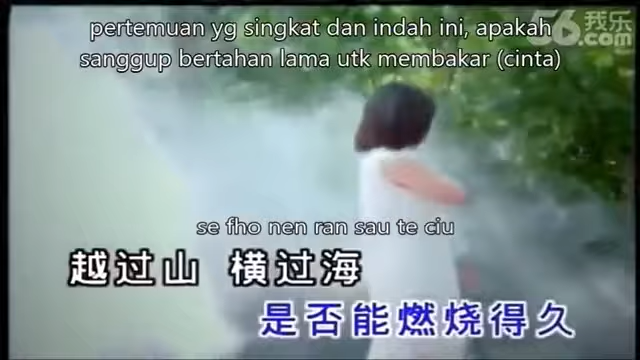 pertemuan yg singkat dan indah ini, apakah
56我乐
.com
sanggup bertahan lama utk membakar (cinta)
se fho nen ran sau te ciu
越过山 横过海
是否能燃烧得久